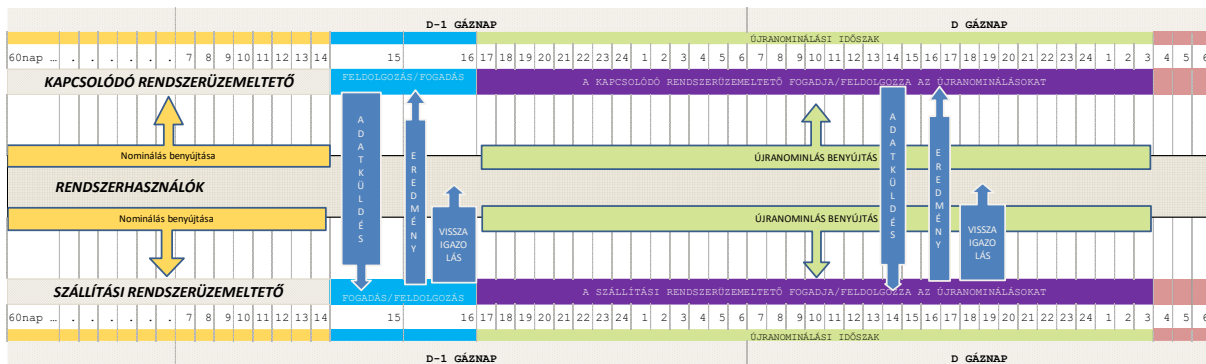 D-1 GÁZNAP D GÁZNAP
ÚJRANOMINÁLÁSI IDŐSZAK
60nap … . . . . . . 7 8 9 10 11 12 13 14 15 16 17 18 19 20 21 22 23 24 1 2 3 4 5 6 7 8 9 10 11 12 13 14 15 16 17 18 19 20 21 22 23 24 1 2 3 4 5 6
KAPCSOLÓDÓ RENDSZERÜZEMELTETŐ FELDOLGOZÁS/FOGADÁS A KAPCSOLÓDÓ RENDSZERÜZEMELTETŐ FOGADJA/FELDOLGOZZA AZ ÚJRANOMINÁLÁSOKAT
ADATKÜLDÉS
EREDMÉNY
ADATKÜLDÉS
EREDMÉNY
Nominálás benyújtása ÚJRANOMINLÁS BENYÚJTÁS
RENDSZERHASZNÁLÓK
Nominálás benyújtása ÚJRANOMINLÁS BENYÚJTÁS
VISSZA
IGAZO
LÁS
VISSZA
IGAZO
LÁS
SZÁLLÍTÁSI RENDSZERÜZEMELTETŐ FOGADÁS/FELDOLGOZÁS A SZÁLLÍTÁSI RENDSZERÜZEMELTETŐ FOGADJA/FELDOLGOZZA AZ ÚJRANOMINÁLÁSOKAT
60nap … . . . . . . 7 8 9 10 11 12 13 14 15 16 17 18 19 20 21 22 23 24 1 2 3 4 5 6 7 8 9 10 11 12 13 14 15 16 17 18 19 20 21 22 23 24 1 2 3 4 5 6
ÚJRANOMINÁLÁSI IDŐSZAK
D-1 GÁZNAP D GÁZNAP